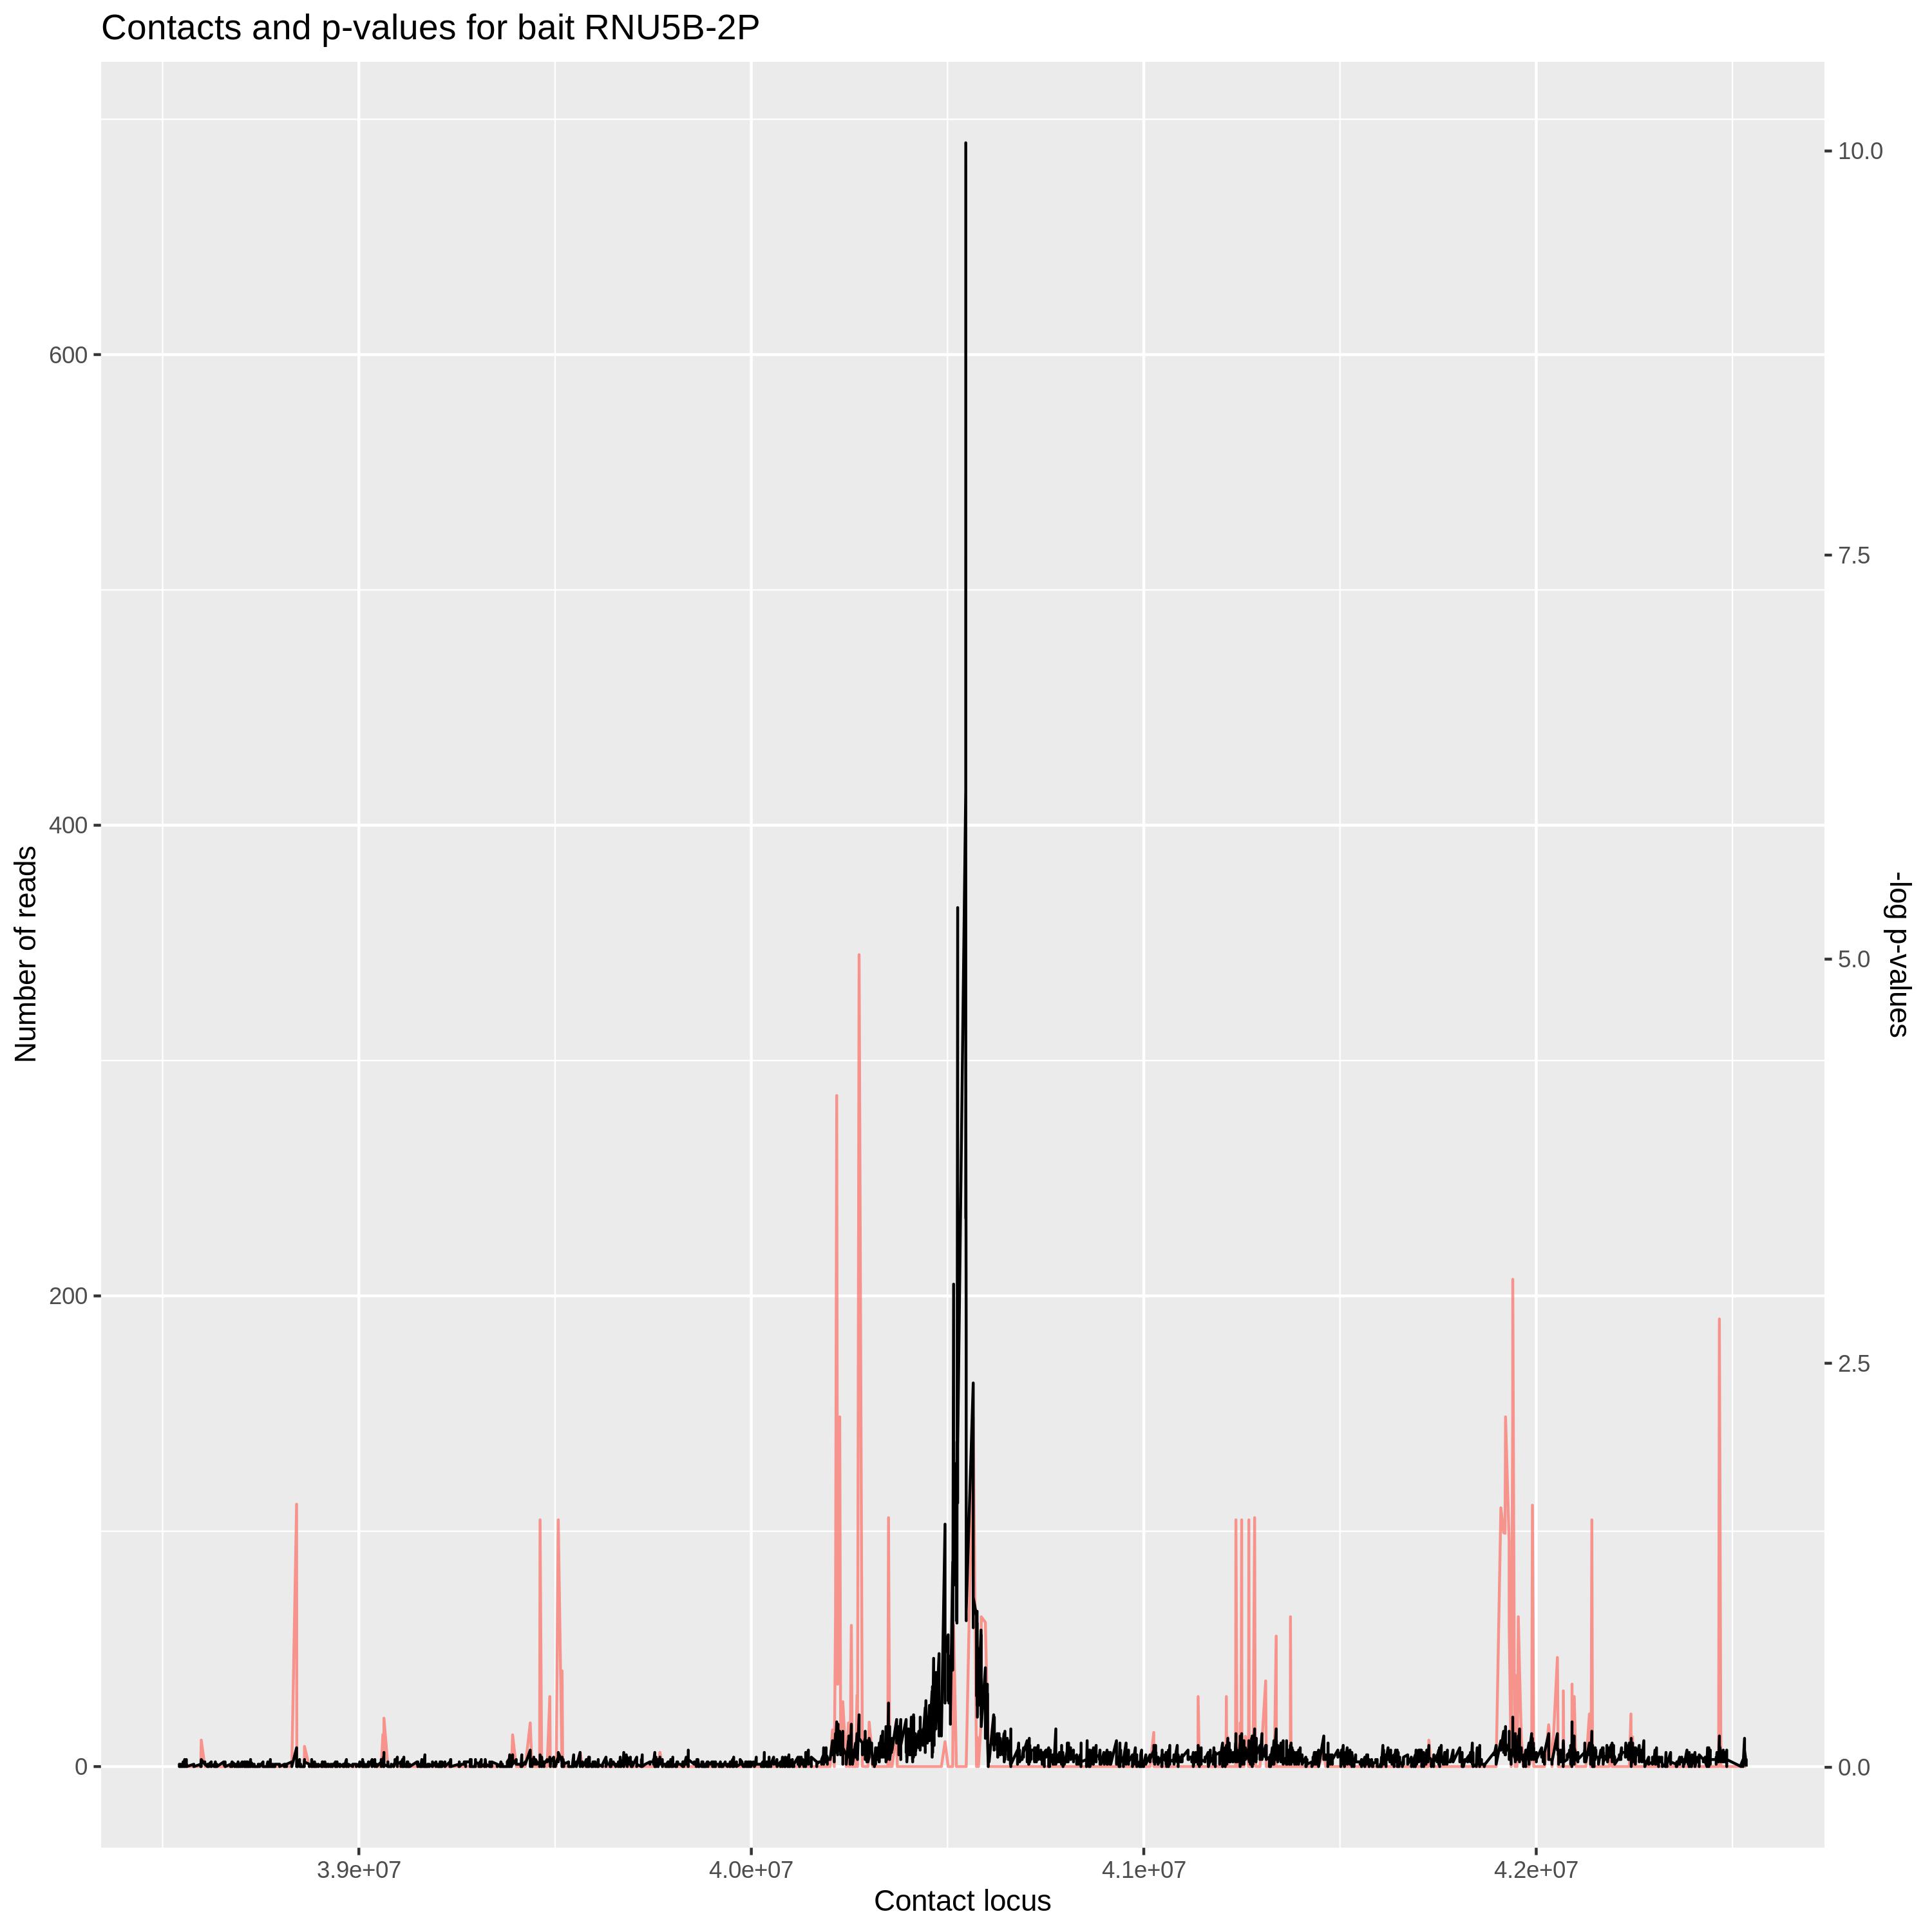 Contacts and p-values for bait RNU5B-2P
10.0
600
7.5
400
Number of reads
-log p-values
5.0
200
2.5
0
0.0
3.9e+07
4.0e+07
4.1e+07
4.2e+07
Contact locus